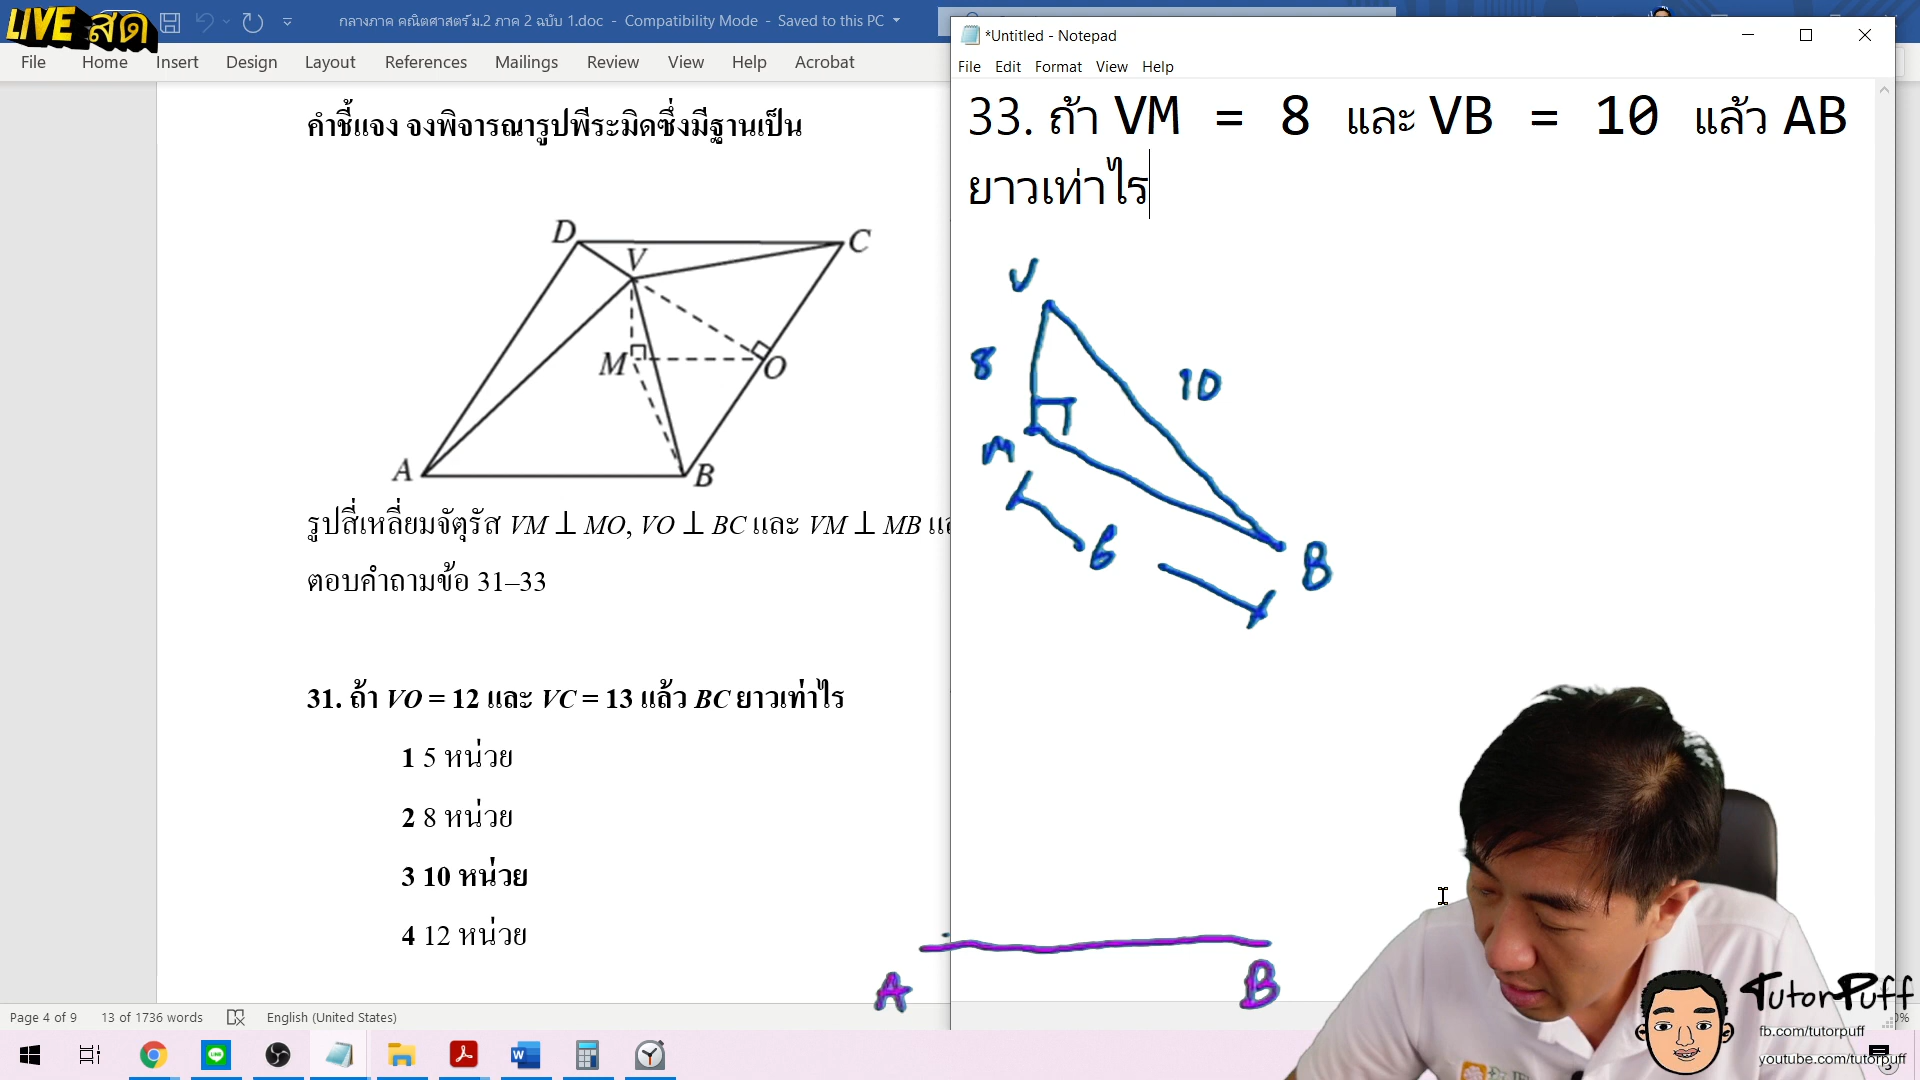 LIVE สด
กลางภาค คณิตศาสตร์ ม.2 ภาค 2 ฉบับ 1.doc - Compatibility Mode - Saved to this PC
File Home Insert Design Layout References Mailings Review View Help Acrobat
คำชี้แจง จงพิจารณารูปพีระมิดซึ่งมีฐานเป็น
D
V
C
M
O
A
B
รูปสี่เหลี่ยมจัตุรัส VM ⊥ MO, VO ⊥ BC และ VM ⊥ MB
ตอบคำถามข้อ 31–33
31. ถ้า VO = 12 และ VC = 13 แล้ว BC ยาวเท่าไร
1 5 หน่วย
2 8 หน่วย
3 10 หน่วย
4 12 หน่วย
Page 4 of 9 13 of 1736 words English (United States)
*Untitled - Notepad
File Edit Format View Help
33. ถ้า VM = 8 และ VB = 10 แล้ว AB
ยาวเท่าไร
V
8
10
M
6
B
A
B
TutorPuff
fb.com/tutorpuff
youtube.com/tutorpuff